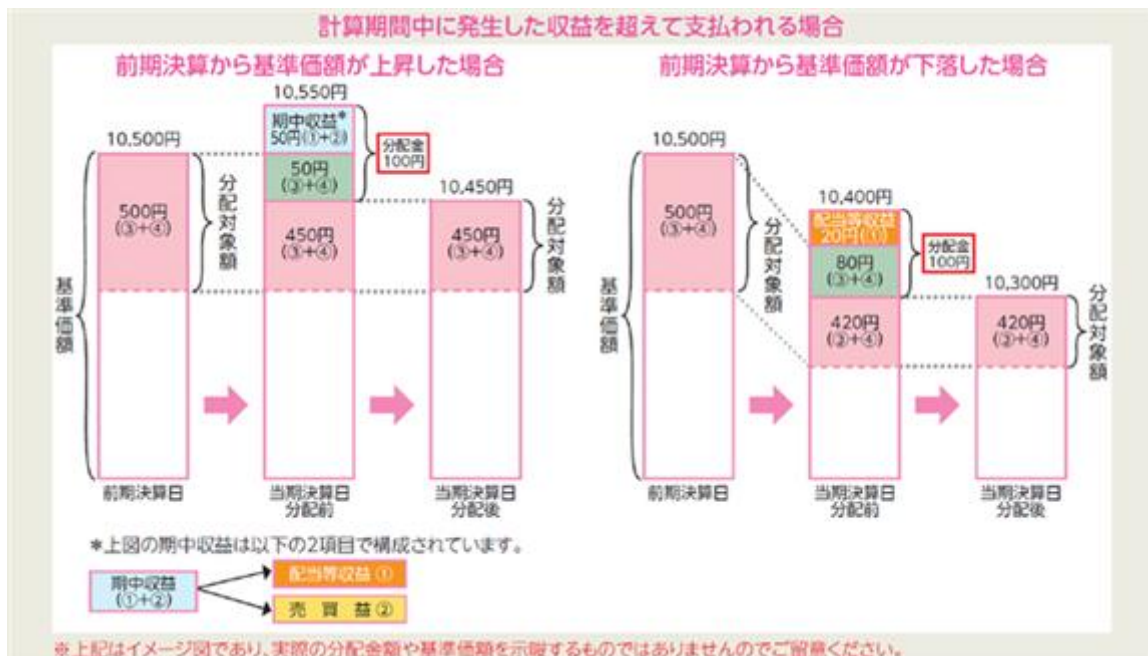 計算期間中に発生した収益を超えて支払われる場合
前期決算から基準価額が上昇した場合
10,550円
期中収益*
50円(①+②)
分配金
100円
10,500円
50円
(③+④)
10,450円
500円
(③+④)
分配対象額
450円
(③+④)
450円
(③+④)
分配対象額
基準価額
前期決算日
当期決算日
分配前
当期決算日
分配後
前期決算から基準価額が下落した場合
10,500円
10,400円
配当等収益
20円(①)
分配金
100円
500円
(③+④)
分配対象額
80円
(③+④)
10,300円
420円
(③+④)
420円
(③+④)
分配対象額
基準価額
前期決算日
当期決算日
分配前
当期決算日
分配後
*上図の期中収益は以下の2項目で構成されています。
期中収益
(①+②)
配当等収益 ①
売 買 益 ②
※上記はイメージ図であり、実際の分配金額や基準価額を示唆するものではありませんのでご留意ください。